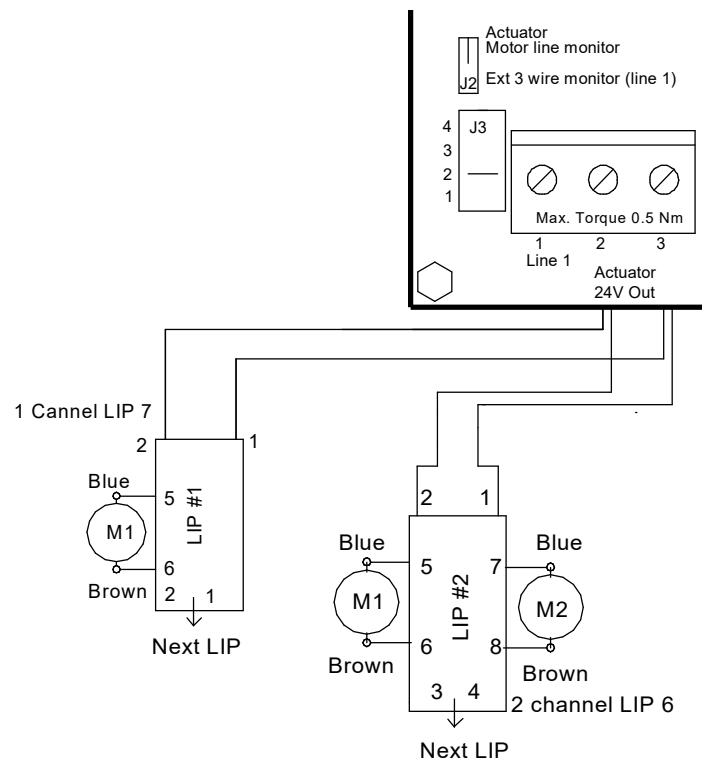 Actuator
Motor line monitor
J2 Ext 3 wire monitor (line 1)
4 J3
3
2
1
Max. Torque 0.5 Nm
1 2 3
Line 1
Actuator
24V Out
1 Cannel LIP 7
2 1
Blue
5
M1
LIP #1
6
Brown
2 1
Next LIP
2 1
Blue 5 7 Blue
M1 LIP #2 M2
6 8
Brown Brown
3 4
2 channel LIP 6
Next LIP